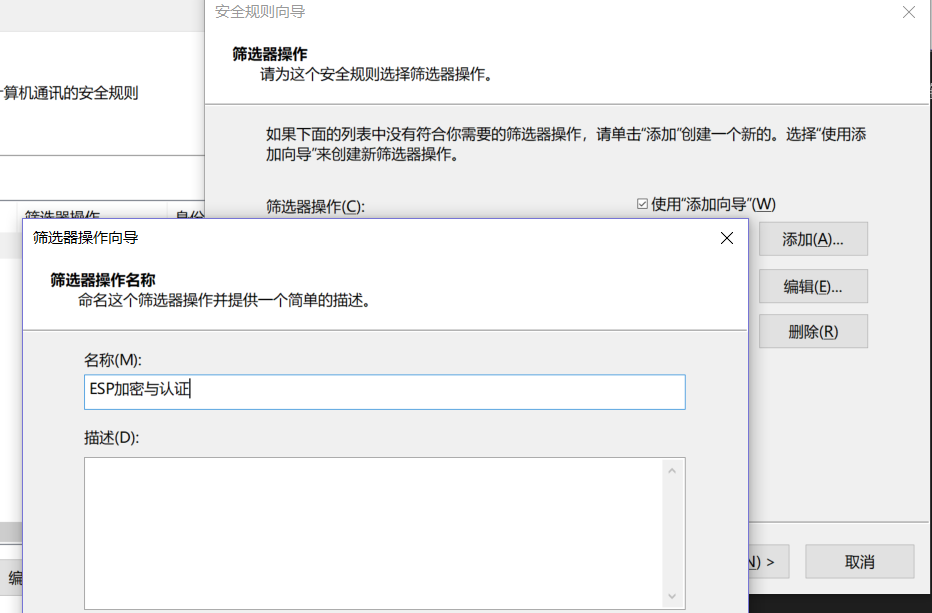 安全规则向导
筛选器操作
请为这个安全规则选择筛选器操作。
算机通讯的安全规则
如果下面的列表中没有符合你需要的筛选器操作，请单击“添加”创建一个新的。选择“使用添
加向导”来创建新筛选器操作。
筛选器操作(C):
使用“添加向导”(W)
筛选器操作
身份
添加(A)...
编辑(E)...
删除(R)
筛选器操作向导
筛选器操作名称
命名这个筛选器操作并提供一个简单的描述。
名称(M):
ESP加密与认证
描述(D):
N) >
取消
编